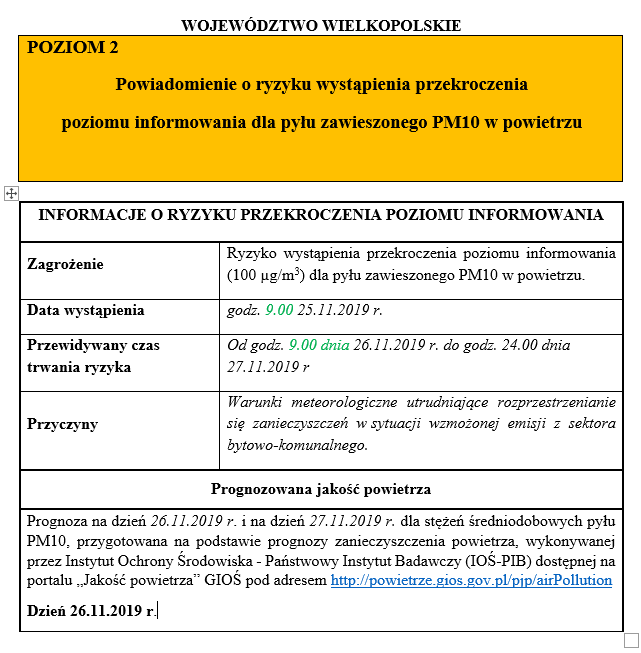 WOJEWÓDZTWO WIELKOPOLSKIE
POZIOM 2
Powiadomienie o ryzyku wystąpienia przekroczenia
poziomu informowania dla pyłu zawieszonego PM10 w powietrzu
INFORMACJE O RYZYKU PRZEKROCZENIA POZIOMU INFORMOWANIA
Zagrożenie
Ryzyko wystąpienia przekroczenia poziomu informowania
(100 µg/m³) dla pyłu zawieszonego PM10 w powietrzu.
Data wystąpienia
godz. 9.00 25.11.2019 r.
Przewidywany czas
trwania ryzyka
Od godz. 9.00 dnia 26.11.2019 r. do godz. 24.00 dnia
27.11.2019 r
Przyczyny
Warunki meteorologiczne utrudniające rozprzestrzenianie
się zanieczyszczeń w sytuacji wzmożonej emisji z sektora
bytowo-komunalnego.
Prognozowana jakość powietrza
Prognoza na dzień 26.11.2019 r. i na dzień 27.11.2019 r. dla stężeń średniodobowych pyłu
PM10, przygotowana na podstawie prognozy zanieczyszczenia powietrza, wykonywanej
przez Instytut Ochrony Środowiska - Państwowy Instytut Badawczy (IOŚ-PIB) dostępnej na
portalu „Jakość powietrza” GIOŚ pod adresem http://powietrze.gios.gov.pl/pjp/airPollution
Dzień 26.11.2019 r.